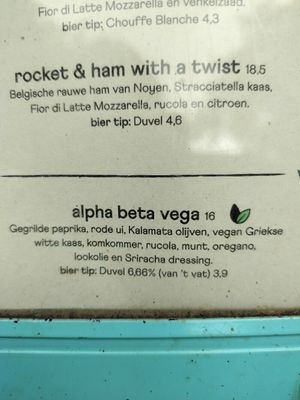 Fior di Latte Mozzarella en venkelzaad.
bier tip: Chouffe Blanche 4,3
rocket & ham with a twist 18.5
Belgische rauwe ham van Noyen, Stracciatella kaas,
Fior di Latte Mozzarella, rucola en citroen.
bier tip: Duvel 4,6
alpha beta vega 16
Gegrilde paprika, rode ui, Kalamata olijven, vegan Griekse
witte kaas, komkommer, rucola, munt, oregano,
lookolie en Sriracha dressing.
bier tip: Duvel 6,66% (van 't vat) 3,9